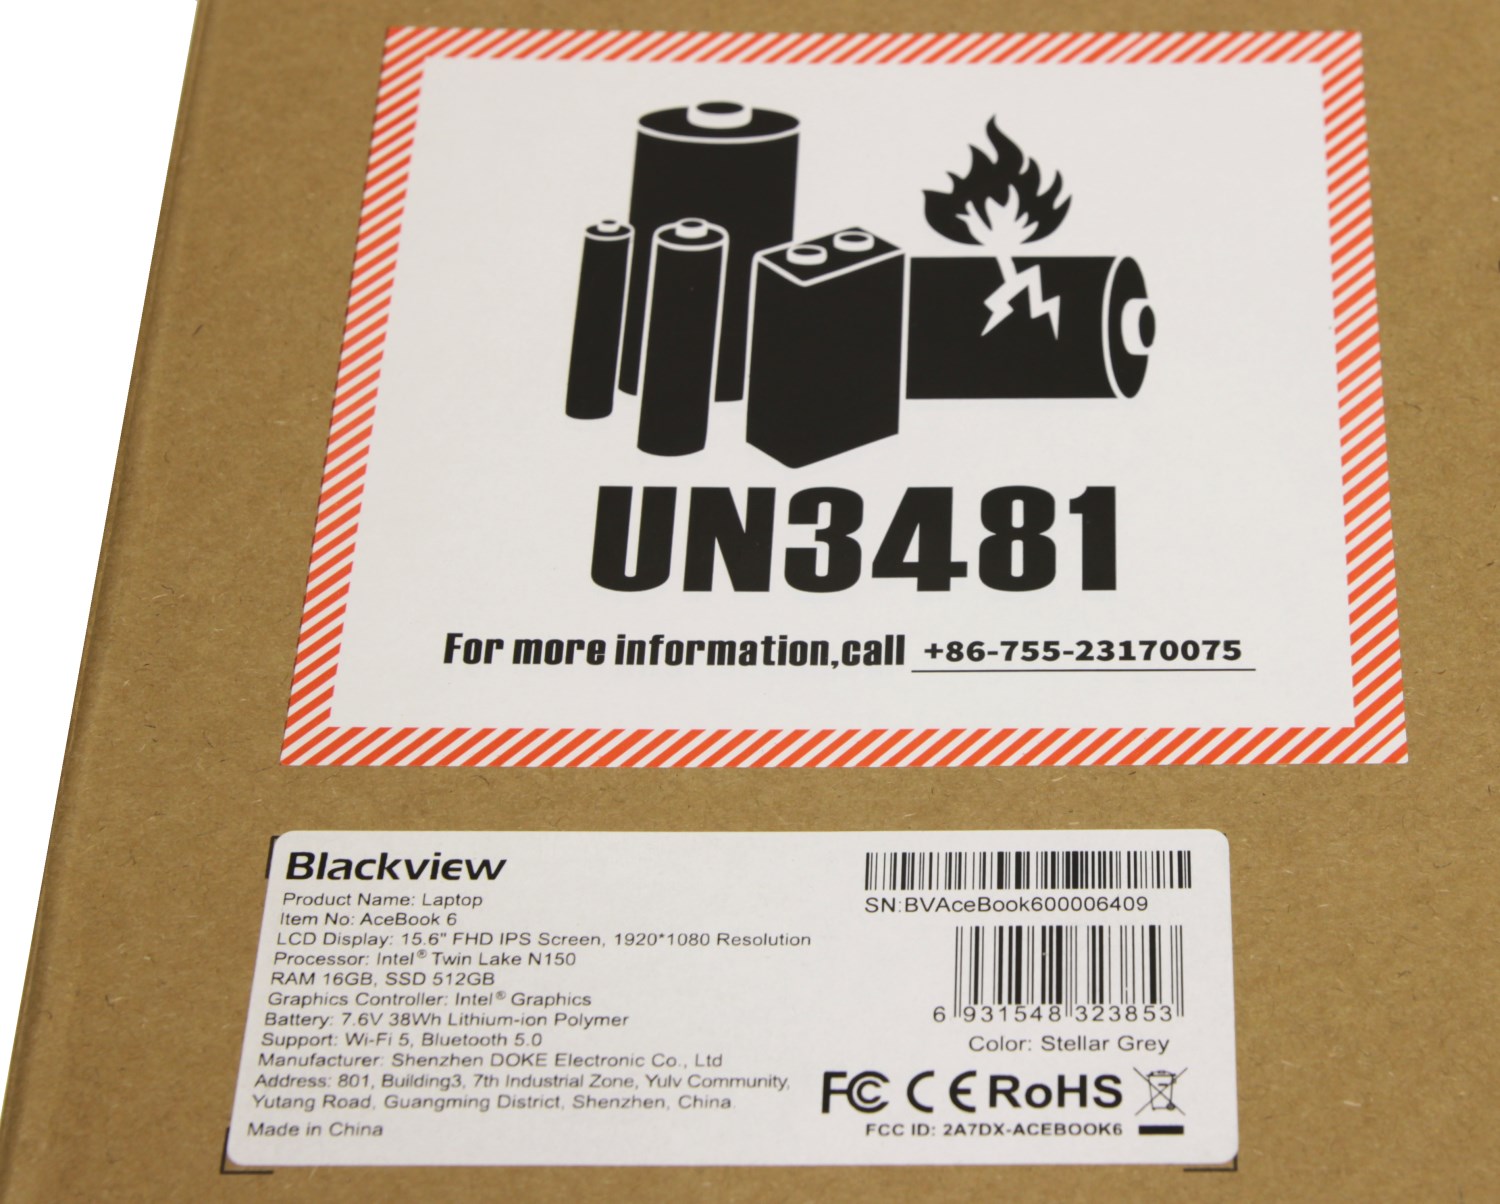 UN3481
For more information,call +86-755-23170075
Blackview
Product Name: Laptop
Item No: AceBook 6
LCD Display: 15.6" FHD IPS Screen, 1920*1080 Resolution
Processor: Intel® Twin Lake N150
RAM 16GB, SSD 512GB
Graphics Controller: Intel® Graphics
Battery: 7.6V 38Wh Lithium-ion Polymer
Support: Wi-Fi 5, Bluetooth 5.0
Manufacturer: Shenzhen DOKE Electronic Co., Ltd
Address: 801, Building3, 7th Industrial Zone, Yulv Community,
Yutang Road, Guangming District, Shenzhen, China.
Made in China
SN:BVAceBook600006409
6 931548 323853
Color: Stellar Grey
FC CE RoHS
FCC ID: 2A7DX-ACEBOOK6